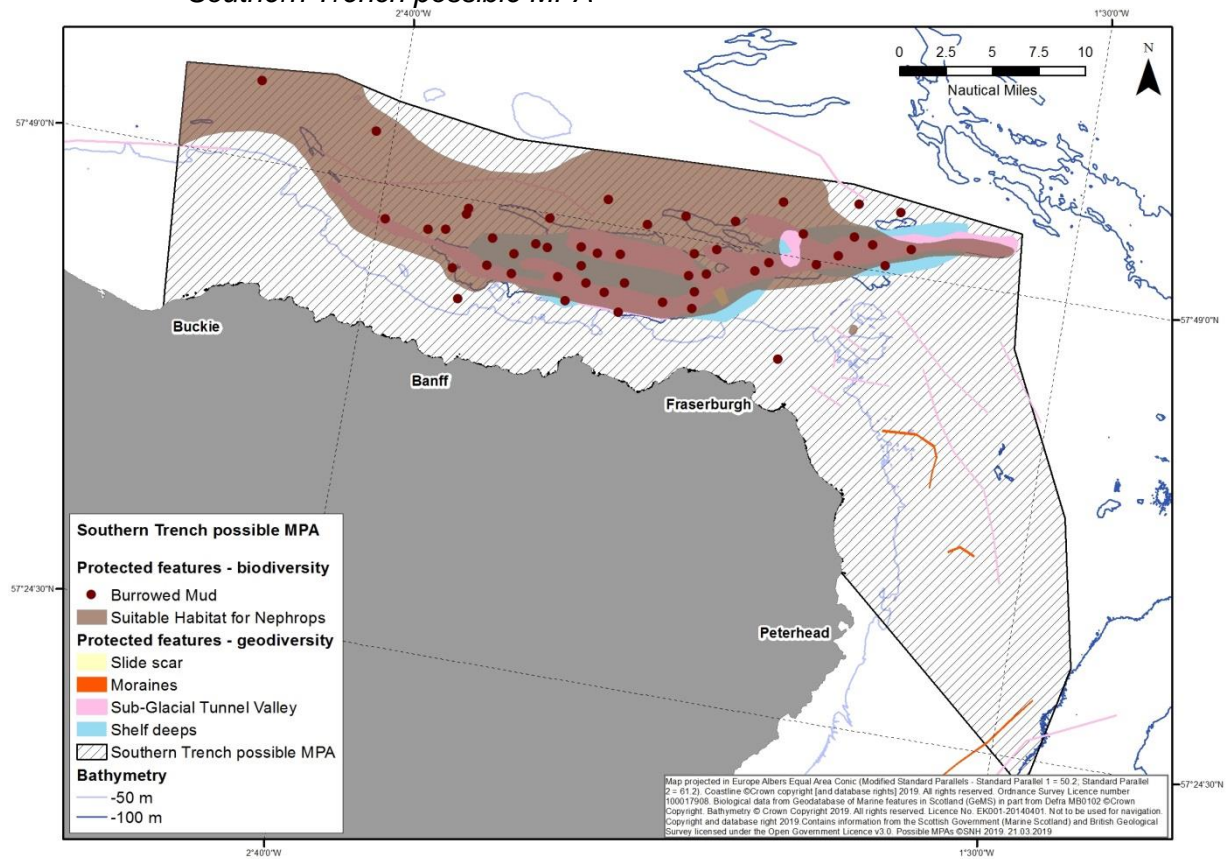 Southern Trench possible MPA
2°40'0"W
1°30'0"W
0 2.5 5 7.5 10
Nautical Miles
N
57°49'0"N
57°49'0"N
Buckie
Banff
Fraserburgh
Peterhead
57°24'30"N
57°24'30"N
Southern Trench possible MPA
Protected features - biodiversity
Burrowed Mud
Suitable Habitat for Nephrops
Protected features - geodiversity
Slide scar
Moraines
Sub-Glacial Tunnel Valley
Shelf deeps
Southern Trench possible MPA
Bathymetry
-50 m
-100 m
Map projected in Europe Albers Equal Area Conic (Modified Standard Parallels - Standard Parallel 1 = 50.2; Standard Parallel
2 = 61.2). Coastline ©Crown copyright [and database rights] 2019. All rights reserved. Ordnance Survey Licence number
100017908. Biological data from Geodatabase of Marine features in Scotland (GeMS) in part from Defra MB0102 ©Crown
Copyright. Bathymetry © Crown Copyright 2019. All rights reserved. Licence No. EK001-20140401. Not to be used for navigation.
Copyright and database right 2019.Contains information from the Scottish Government (Marine Scotland) and British Geological
Survey licensed under the Open Government Licence v3.0. Possible MPAs ©SNH 2019. 21.03.2019
2°40'0"W
1°30'0"W